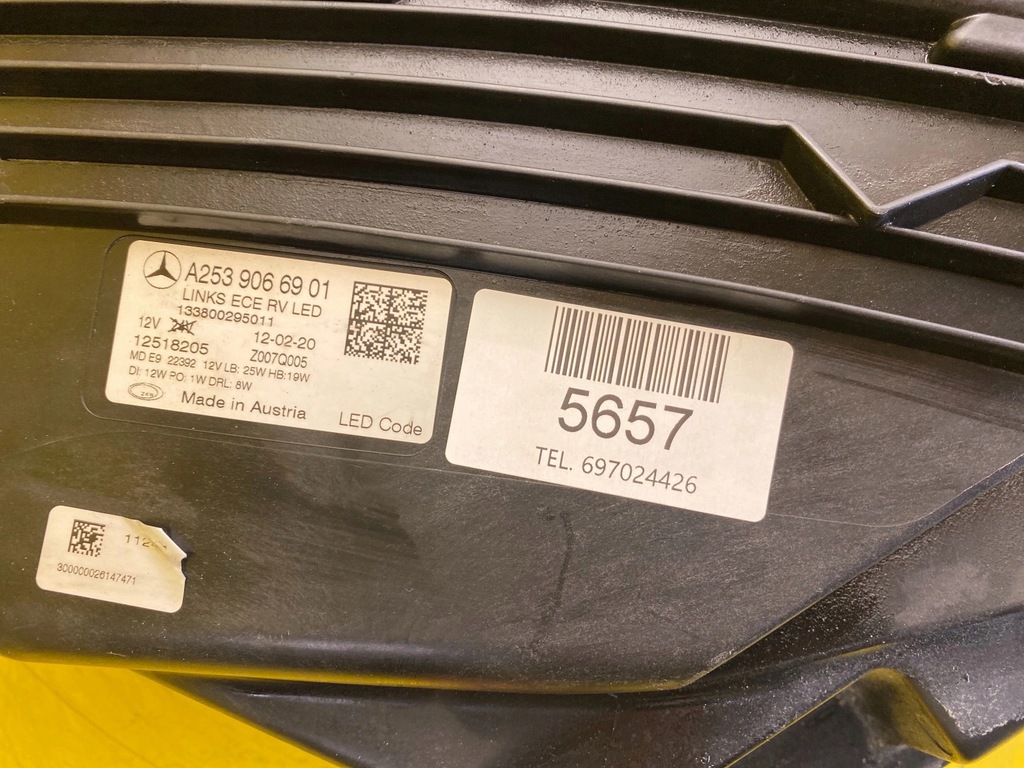 A253 906 69 01
LINKS ECE RV LED
133800295011
12V 24V 12-02-20
12518205 Z007Q005
MD E9 22392 12V LB: 25W HB:19W
DI: 12W PO: 1W DRL: 8W
ZKW
Made in Austria
LED Code
5657
TEL. 697024426
112
300000026147471